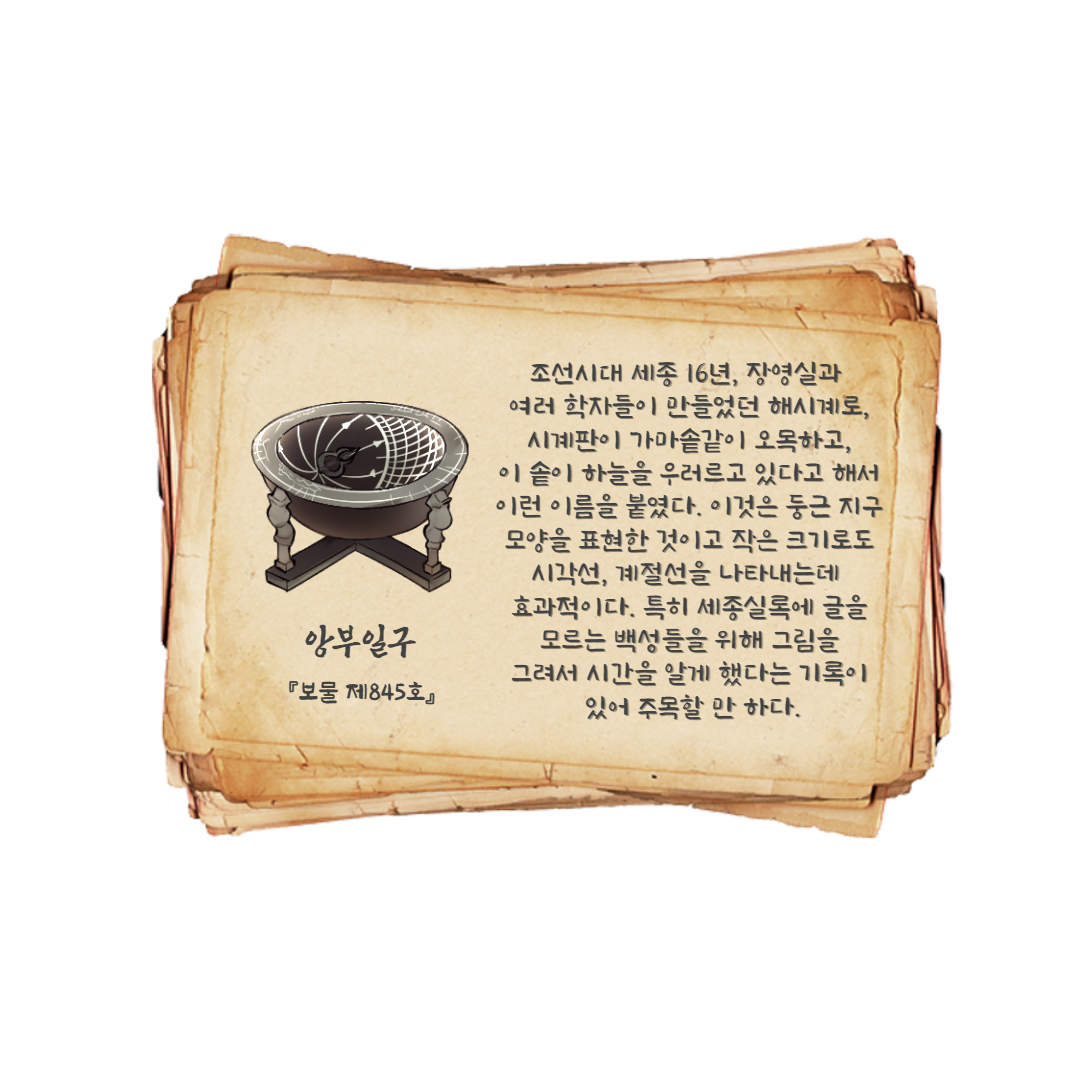 앙부일구
『보물 제845호』
조선시대 세종 16년, 장영실과
여러 학자들이 만들었던 해시계로,
시계판이 가마솥같이 오목하고,
이 솥이 하늘을 우러르고 있다고 해서
이런 이름을 붙였다. 이것은 둥근 지구
모양을 표현한 것이고 작은 크기로도
시각선, 계절선을 나타내는데
효과적이다. 특히 세종실록에 글을
모르는 백성들을 위해 그림을
그려서 시간을 알게 했다는 기록이
있어 주목할 만 하다.